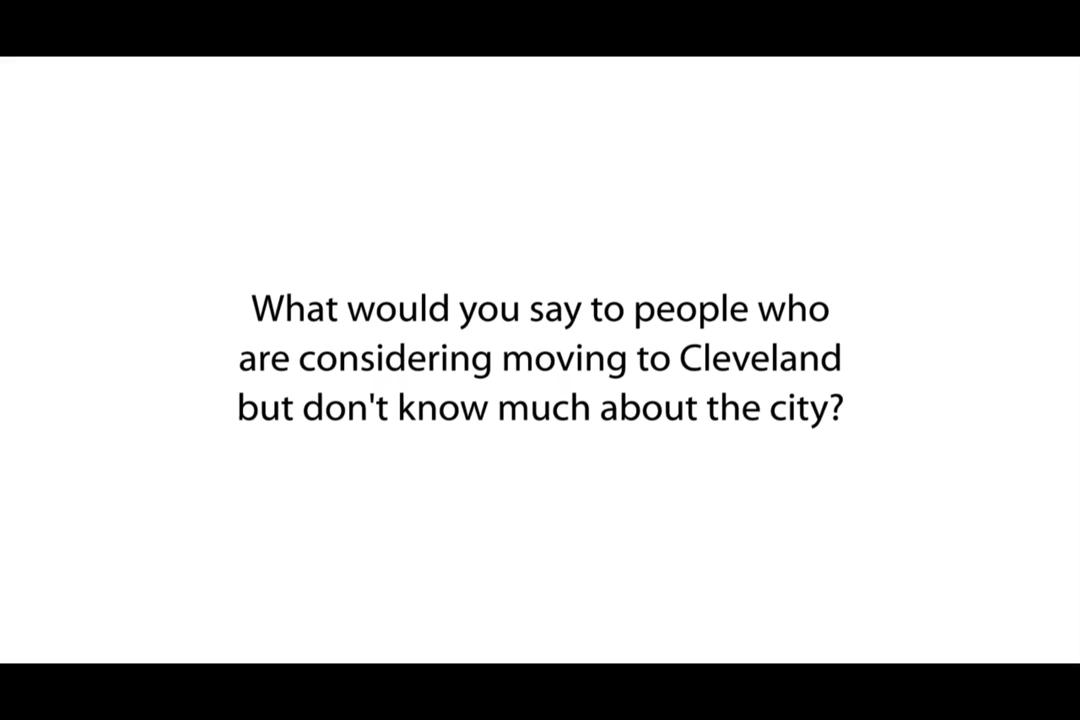 What would you say to people who
are considering moving to Cleveland
but don't know much about the city?